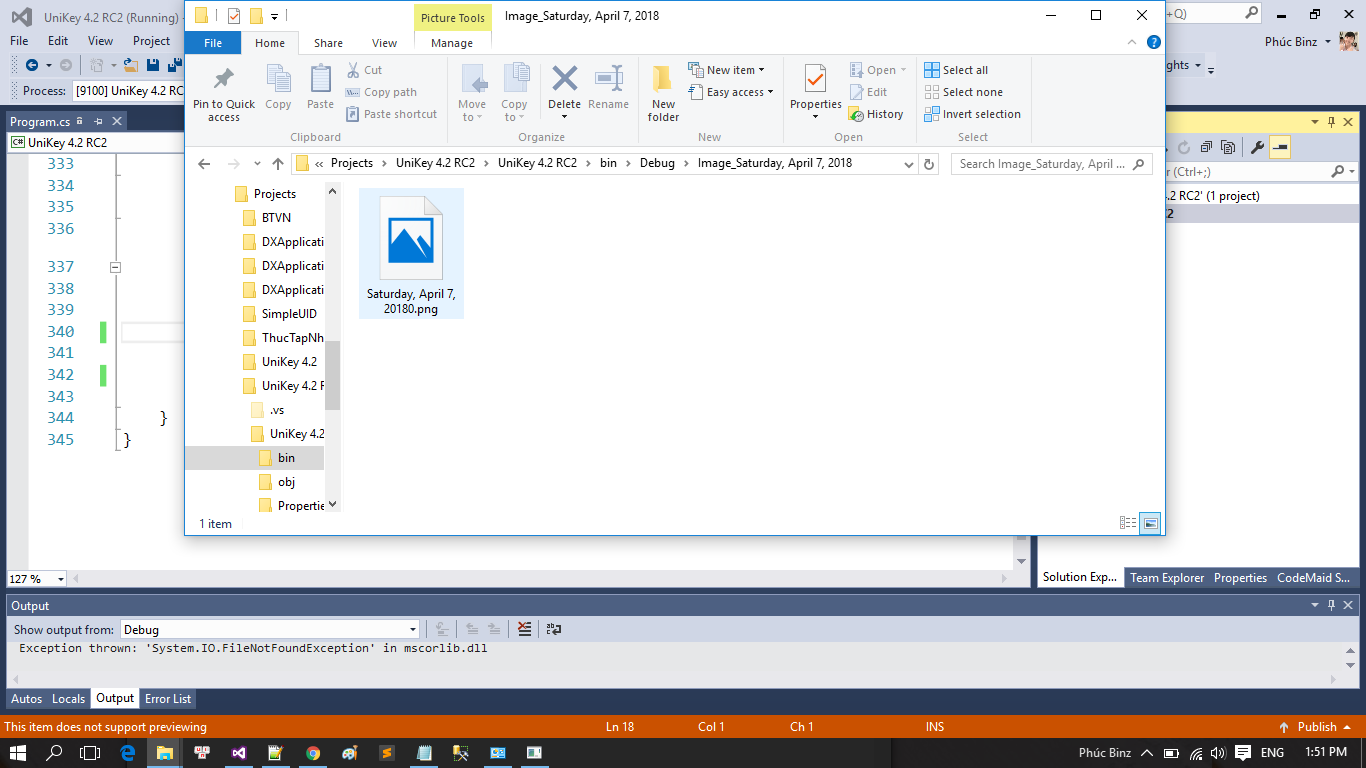 UniKey 4.2 RC2 (Running) -
File Edit View Project
Process: [9100] UniKey 4.2 RC
Program.cs
C# UniKey 4.2 RC2
333
334
335
336
337
338
339
340
341
342
343
344 }
345 }
127 %
Picture Tools Image_Saturday, April 7, 2018
File Home Share View Manage
Pin to Quick access
Copy
Paste
Cut
Copy path
Paste shortcut
Clipboard
Move to
Copy to
Delete
Rename
Organize
New folder
New item
Easy access
New
Properties
Open
Edit
History
Open
Select all
Select none
Invert selection
Select
« Projects > UniKey 4.2 RC2 > UniKey 4.2 RC2 > bin > Debug > Image_Saturday, April 7, 2018
Search Image_Saturday, April ...
Projects
BTVN
DXApplicati
DXApplicati
DXApplicati
SimpleUID
ThucTapNh
UniKey 4.2
UniKey 4.2 R
.vs
UniKey 4.2
bin
obj
Propertie
Saturday, April 7,
20180.png
1 item
+Q)
Phúc Binz
ghts
r (Ctrl+;)
4.2 RC2' (1 project)
2
Solution Exp... Team Explorer Properties CodeMaid S...
Output
Show output from: Debug
Exception thrown: 'System.IO.FileNotFoundException' in mscorlib.dll
Autos Locals Output Error List
This item does not support previewing Ln 18 Col 1 Ch 1 INS Publish
Phúc Binz ENG 1:51 PM